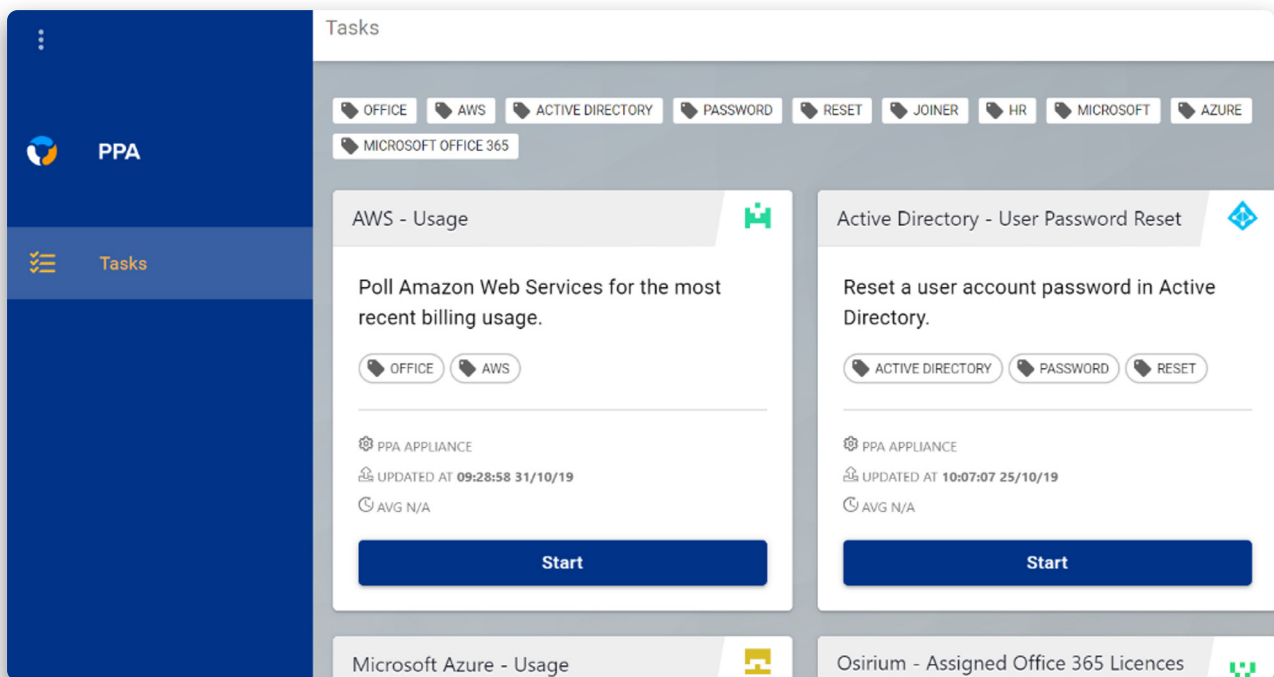 Tasks
PPA
Tasks
OFFICE AWS ACTIVE DIRECTORY PASSWORD RESET JOINER HR MICROSOFT AZURE
MICROSOFT OFFICE 365
AWS - Usage
Poll Amazon Web Services for the most
recent billing usage.
OFFICE AWS
PPA APPLIANCE
UPDATED AT 09:28:58 31/10/19
AVG N/A
Start
Active Directory - User Password Reset
Reset a user account password in Active
Directory.
ACTIVE DIRECTORY PASSWORD RESET
PPA APPLIANCE
UPDATED AT 10:07:07 25/10/19
AVG N/A
Start
Microsoft Azure - Usage
Osirium - Assigned Office 365 Licences